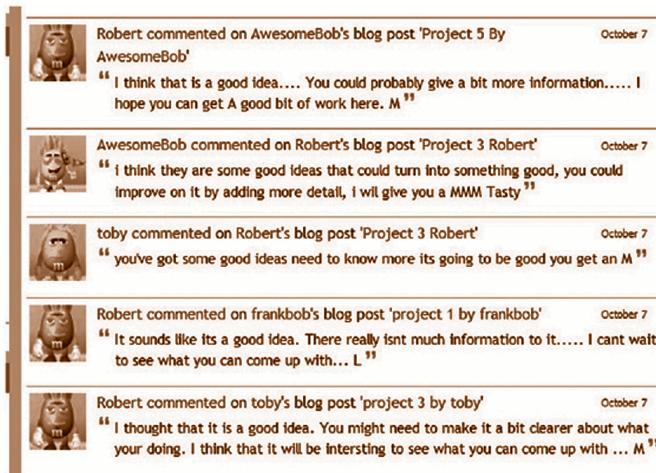 Robert commented on AwesomeBob's blog post 'Project 5 By October 7
AwesomeBob'
“ I think that is a good idea.... You could probably give a bit more information..... I
hope you can get A good bit of work here. M ”
AwesomeBob commented on Robert's blog post 'Project 3 Robert' October 7
“ i think they are some good ideas that could turn into something good, you could
improve on it by adding more detail, i wil give you a MMM Tasty ”
toby commented on Robert's blog post 'Project 3 Robert' October 7
“ you've got some good ideas need to know more its going to be good you get an M ”
Robert commented on frankbob's blog post 'project 1 by frankbob' October 7
“ It sounds like its a good idea. There really isnt much information to it..... I cant wait
to see what you can come up with... L ”
Robert commented on toby's blog post 'project 3 by toby' October 7
“ I thought that it is a good idea. You might need to make it a bit clearer about what
your doing. I think that it will be intersting to see what you can come up with ... M ”